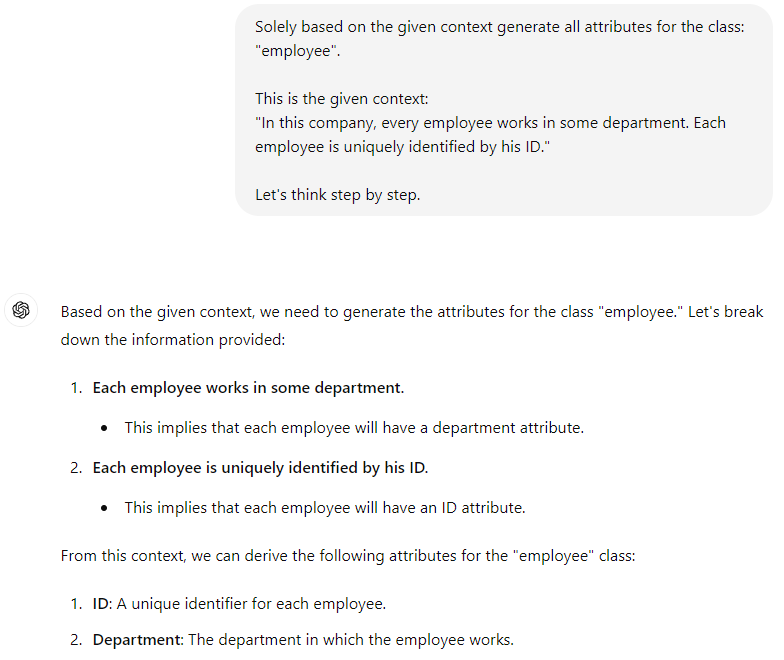 Solely based on the given context generate all attributes for the class:
"employee".
This is the given context:
"In this company, every employee works in some department. Each
employee is uniquely identified by his ID."
Let's think step by step.
Based on the given context, we need to generate the attributes for the class "employee." Let's break
down the information provided:
1. Each employee works in some department.
• This implies that each employee will have a department attribute.
2. Each employee is uniquely identified by his ID.
• This implies that each employee will have an ID attribute.
From this context, we can derive the following attributes for the "employee" class:
1. ID: A unique identifier for each employee.
2. Department: The department in which the employee works.